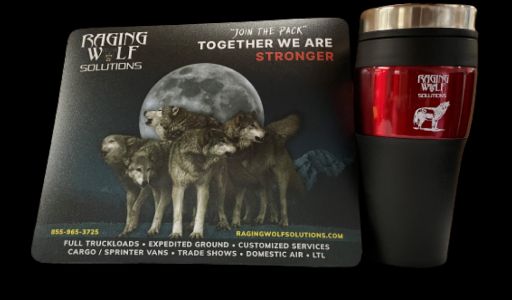 RAGING
WOLF
SOLUTIONS
"JOIN THE PACK"
TOGETHER WE ARE
STRONGER
855-965-3725
RAGINGWOLFSOLUTIONS.COM
FULL TRUCKLOADS • EXPEDITED GROUND • CUSTOMIZED SERVICES
CARGO / SPRINTER VANS • TRADE SHOWS • DOMESTIC AIR • LTL
RAGING
WOLF
SOLUTIONS